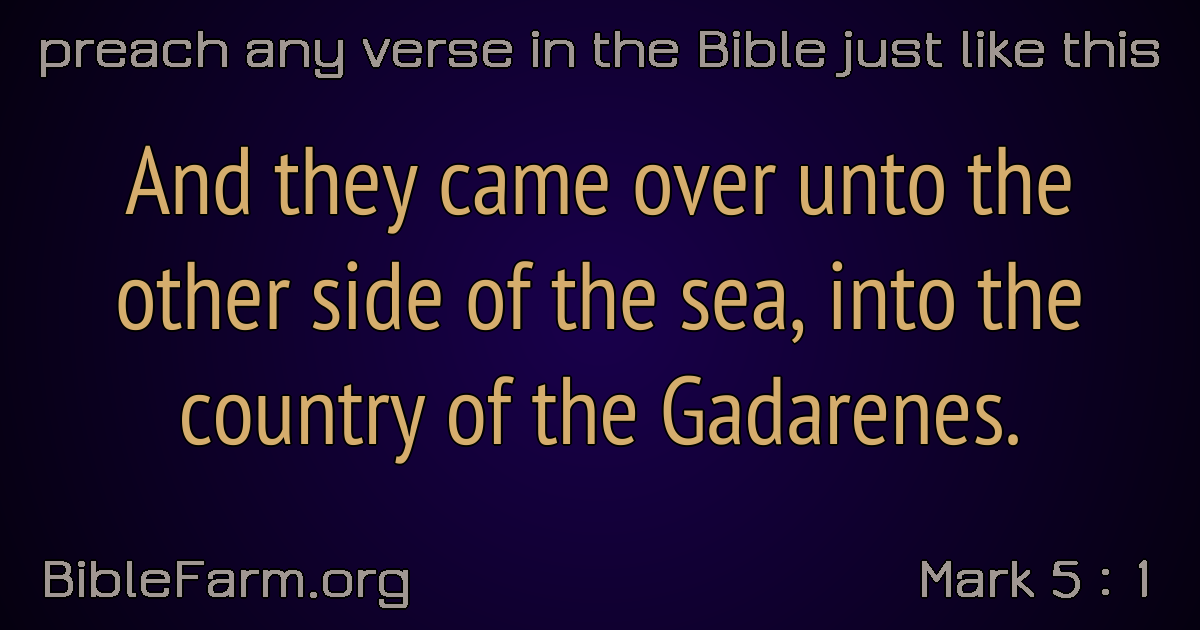 preach any verse in the Bible just like this
And they came over unto the
other side of the sea, into the
country of the Gadarenes.
BibleFarm.org
Mark 5 : 1